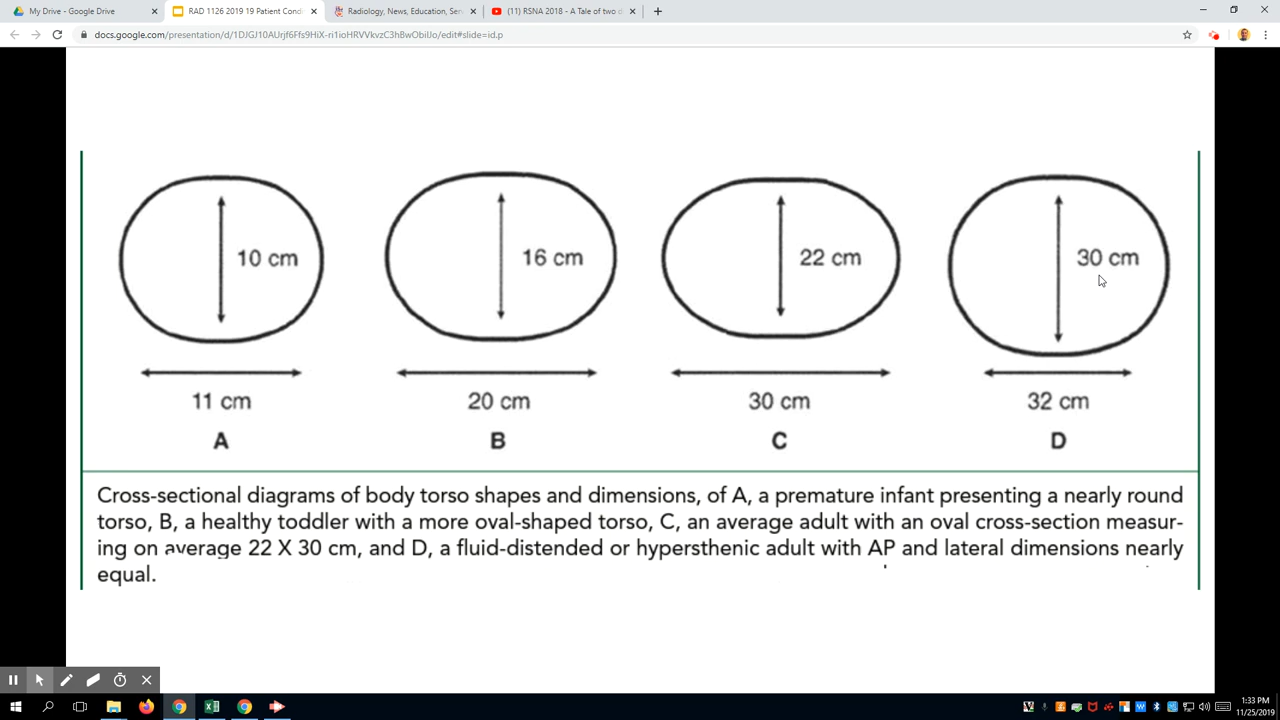 My Drive - Google Drive
RAD 1126 2019 19 Patient Cond
Radiology, News, Education, Ser
(11) RSNA 2018 - A Tale of two d
docs.google.com/presentation/d/1DJGJ10AUrjf6Ffs9HiX-ri1ioHRVVkvzC3hBwObiIJo/edit#slide=id.p
10 cm
16 cm
22 cm
30 cm
11 cm
20 cm
30 cm
32 cm
A
B
C
D
Cross-sectional diagrams of body torso shapes and dimensions, of A, a premature infant presenting a nearly round
torso, B, a healthy toddler with a more oval-shaped torso, C, an average adult with an oval cross-section measur-
ing on average 22 X 30 cm, and D, a fluid-distended or hypersthenic adult with AP and lateral dimensions nearly
equal.
1:33 PM
11/25/2019